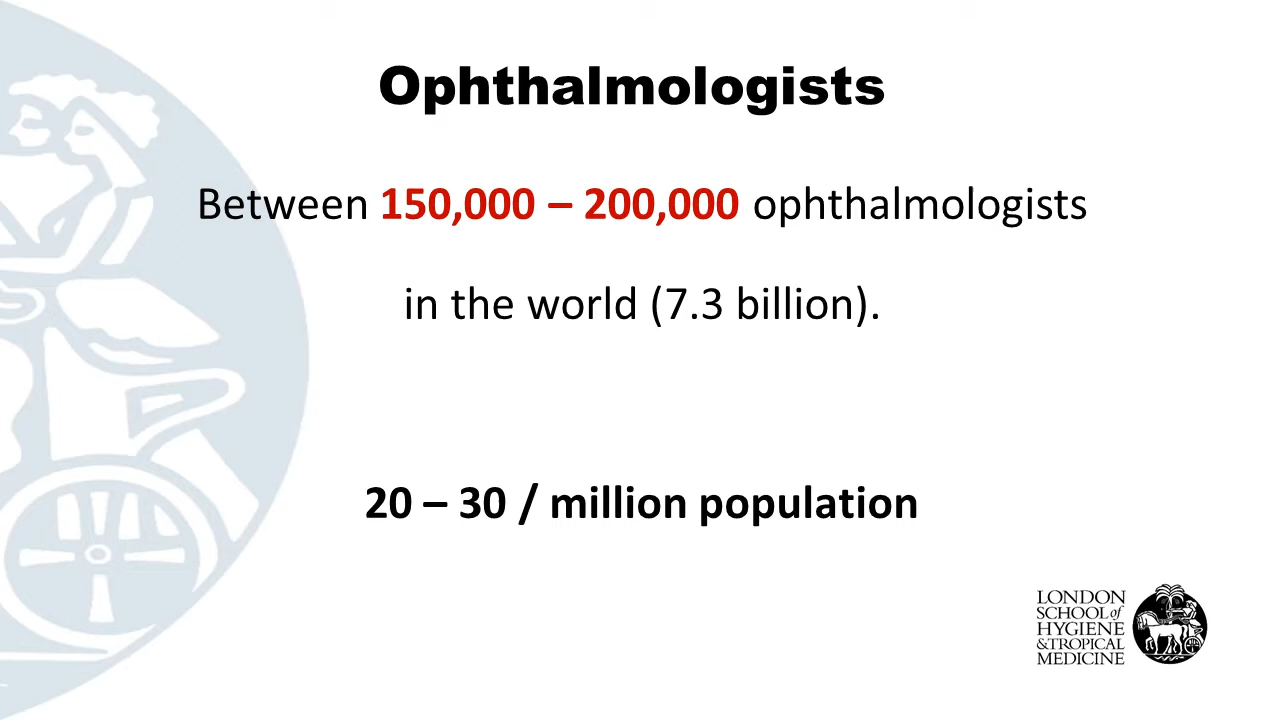 Ophthalmologists
Between 150,000 – 200,000 ophthalmologists
in the world (7.3 billion).
20 – 30 / million population
LONDON
SCHOOL of
HYGIENE
& TROPICAL
MEDICINE